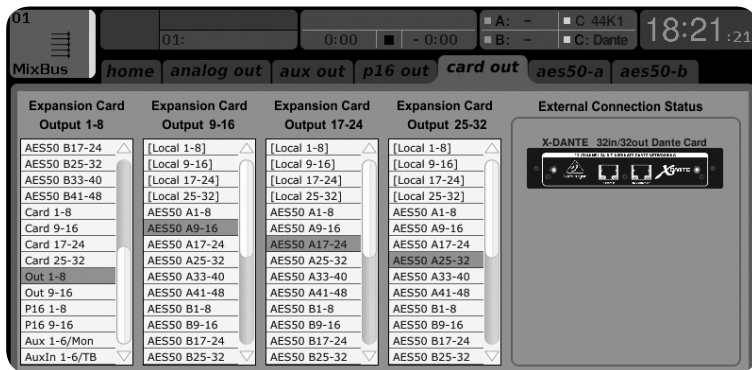 01
MixBus
01:
0:00 - 0:00
A: -
B: -
C 44K1
C: Dante
18:21:21
home analog out aux out p16 out card out aes50-a aes50-b
Expansion Card
Output 1-8
AES50 B17-24
AES50 B25-32
AES50 B33-40
AES50 B41-48
Card 1-8
Card 9-16
Card 17-24
Card 25-32
Out 1-8
Out 9-16
P16 1-8
P16 9-16
Aux 1-6/Mon
AuxIn 1-6/TB
Expansion Card
Output 9-16
[Local 1-8]
[Local 9-16]
[Local 17-24]
[Local 25-32]
AES50 A1-8
AES50 A9-16
AES50 A17-24
AES50 A25-32
AES50 A33-40
AES50 A41-48
AES50 B1-8
AES50 B9-16
AES50 B17-24
AES50 B25-32
Expansion Card
Output 17-24
[Local 1-8]
[Local 9-16]
[Local 17-24]
[Local 25-32]
AES50 A1-8
AES50 A9-16
AES50 A17-24
AES50 A25-32
AES50 A33-40
AES50 A41-48
AES50 B1-8
AES50 B9-16
AES50 B17-24
AES50 B25-32
Expansion Card
Output 25-32
[Local 1-8]
[Local 9-16]
[Local 17-24]
[Local 25-32]
AES50 A1-8
AES50 A9-16
AES50 A17-24
AES50 A25-32
AES50 A33-40
AES50 A41-48
AES50 B1-8
AES50 B9-16
AES50 B17-24
AES50 B25-32
External Connection Status
X-DANTE 32in/32out Dante Card